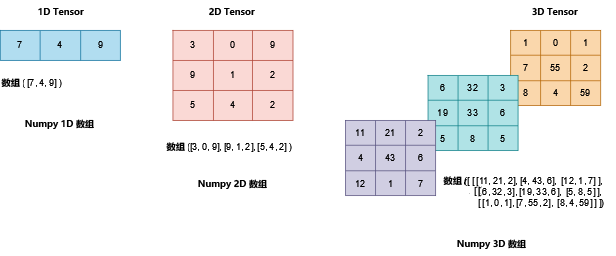 1D Tensor
7 4 9
数组 ( [7, 4, 9] )
Numpy 1D 数组
2D Tensor
3 0 9
9 1 2
5 4 2
数组 ([3, 0, 9], [9, 1, 2], [5, 4, 2] )
Numpy 2D 数组
3D Tensor
1 0 1
7 55 2
8 4 59
6 32 3
19 33 6
5 8 5
11 21 2
4 43 6
12 1 7
数组 ([ [ [11, 21, 2], [4, 43, 6], [12, 1, 7] ],
[[6, 32, 3], [19, 33, 6], [5, 8, 5] ],
[ [1, 0, 1], [7, 55, 2], [8, 4, 59] ] ])
Numpy 3D 数组